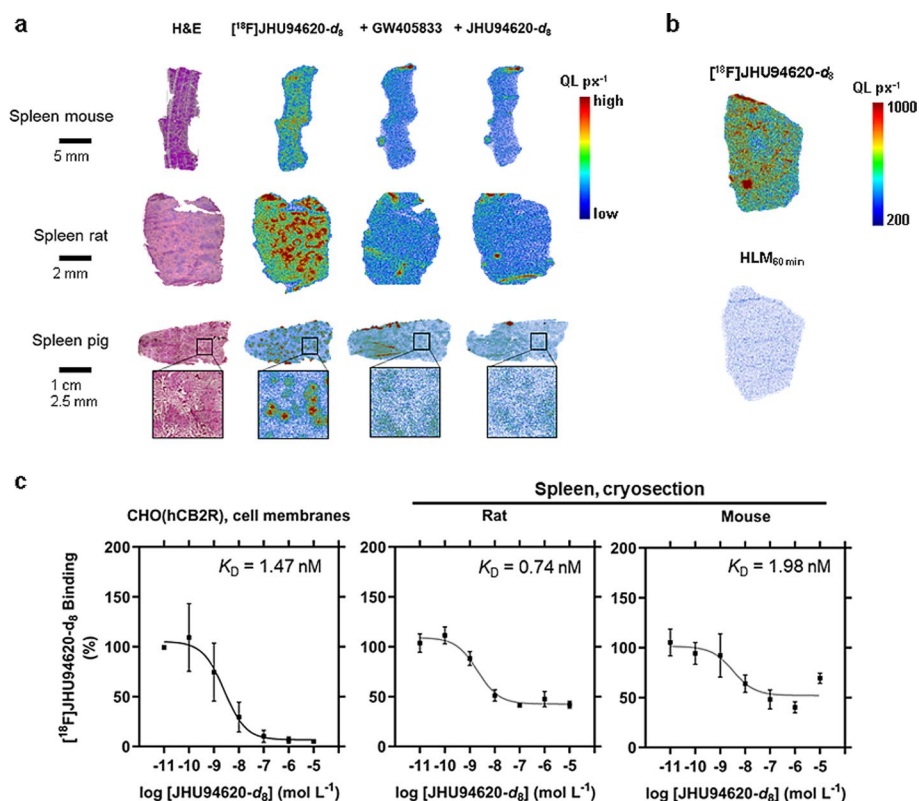 a
H&E [¹⁸F]JHU94620-d₈ + GW405833 + JHU94620-d₈
Spleen mouse
5 mm
Spleen rat
2 mm
Spleen pig
1 cm
2.5 mm
QL px⁻¹
high
low
b
[¹⁸F]JHU94620-d₈
QL px⁻¹
1000
200
HLM₆₀ ₘᵢₙ
c
Spleen, cryosection
CHO(hCB2R), cell membranes Rat Mouse
[¹⁸F]JHU94620-d₈ Binding
(%)
200
150
100
50
0
K_D = 1.47 nM
-11 -10 -9 -8 -7 -6 -5
log [JHU94620-d₈] (mol L⁻¹)
200
150
100
50
0
K_D = 0.74 nM
-11 -10 -9 -8 -7 -6 -5
log [JHU94620-d₈] (mol L⁻¹)
200
150
100
50
0
K_D = 1.98 nM
-11 -10 -9 -8 -7 -6 -5
log [JHU94620-d₈] (mol L⁻¹)